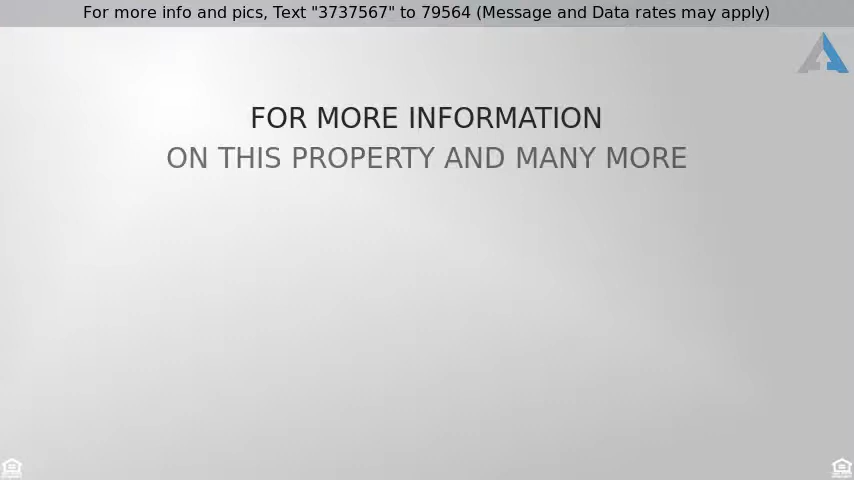 For more info and pics, Text "3737567" to 79564 (Message and Data rates may apply)
FOR MORE INFORMATION
ON THIS PROPERTY AND MANY MORE